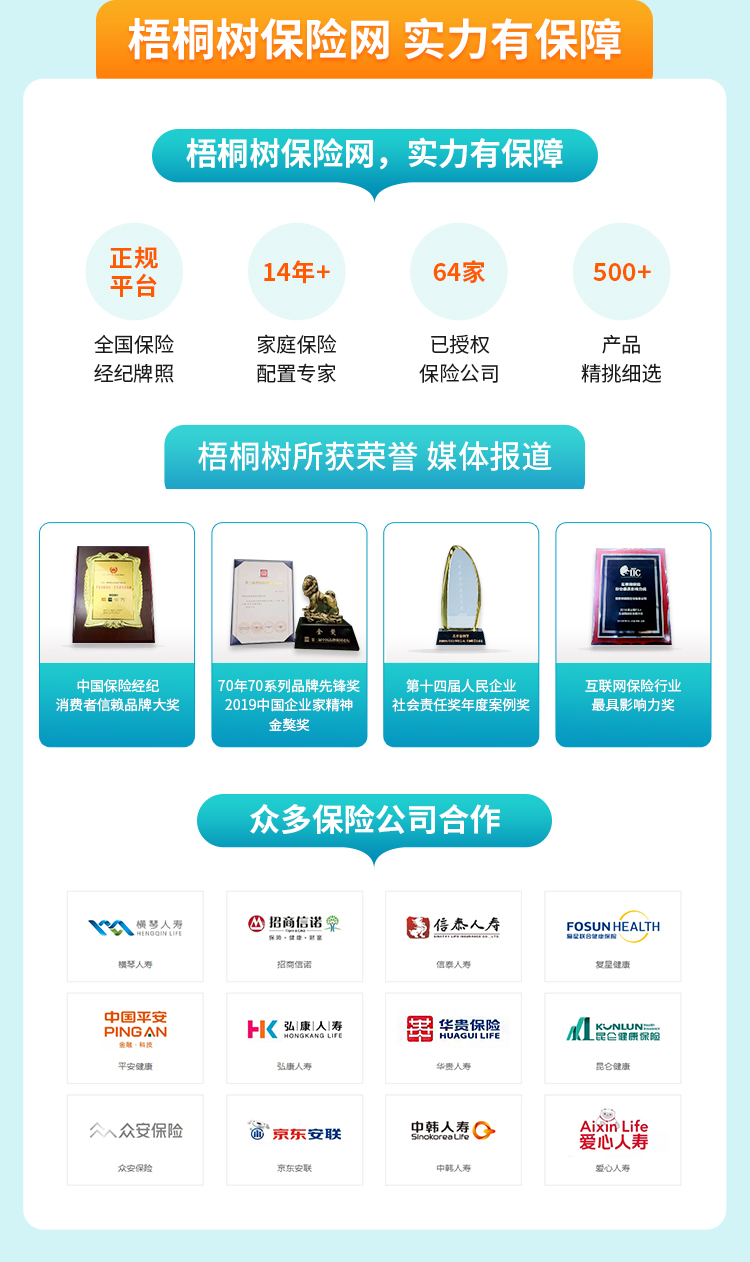 梧桐树保险网 实力有保障
梧桐树保险网，实力有保障
正规
平台
14年+
64家
500+
全国保险
经纪牌照
家庭保险
配置专家
已授权
保险公司
产品
精挑细选
梧桐树所获荣誉 媒体报道
中国保险经纪
消费者信赖品牌大奖
70年70系列品牌先锋奖
2019中国企业家精神
金獒奖
第十四届人民企业
社会责任奖年度案例奖
互联网保险行业
最具影响力奖
众多保险公司合作
横琴人寿
HENGQIN LIFE
横琴人寿
招商信诺
Cigna & CMB
保险·健康·财富
招商信诺
信泰人寿
信泰人寿
FOSUN HEALTH
复星联合健康保险
复星健康
中国平安
PING AN
金融·科技
平安健康
HK 弘康人寿
HONGKANG LIFE
弘康人寿
华贵保险
HUAGUI LIFE
华贵人寿
KUNLUN
昆仑健康保险
昆仑健康
众安保险
众安保险
京东安联
京东安联
中韩人寿
Sinokorea Life
中韩人寿
Aixin Life
爱心人寿
爱心人寿